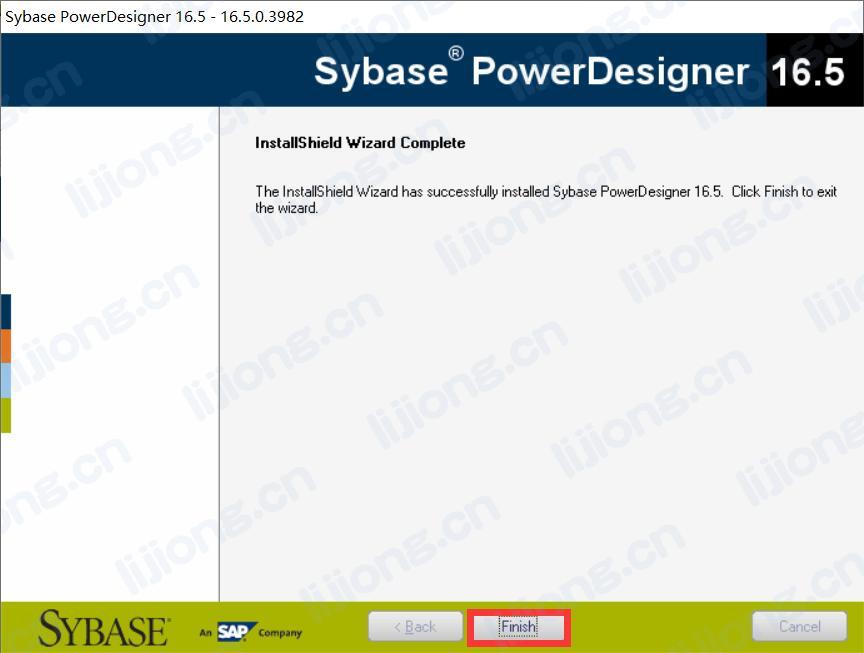 Sybase PowerDesigner 16.5 - 16.5.0.3982
Sybase® PowerDesigner 16.5
InstallShield Wizard Complete
The InstallShield Wizard has successfully installed Sybase PowerDesigner 16.5. Click Finish to exit
the wizard.
SYBASE® An SAP Company
< Back
Finish
Cancel
lijiong.cn